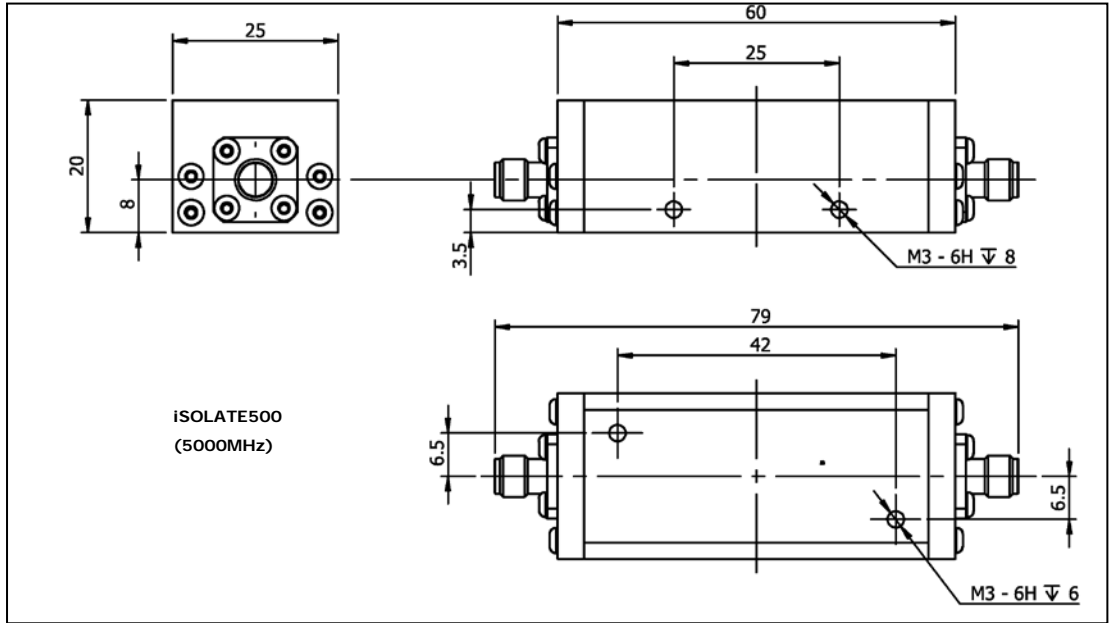 25
60
25
20
8
3.5
M3 - 6H ↧ 8
79
42
iSOLATE500
(5000MHz)
6.5
6.5
M3 - 6H ↧ 6